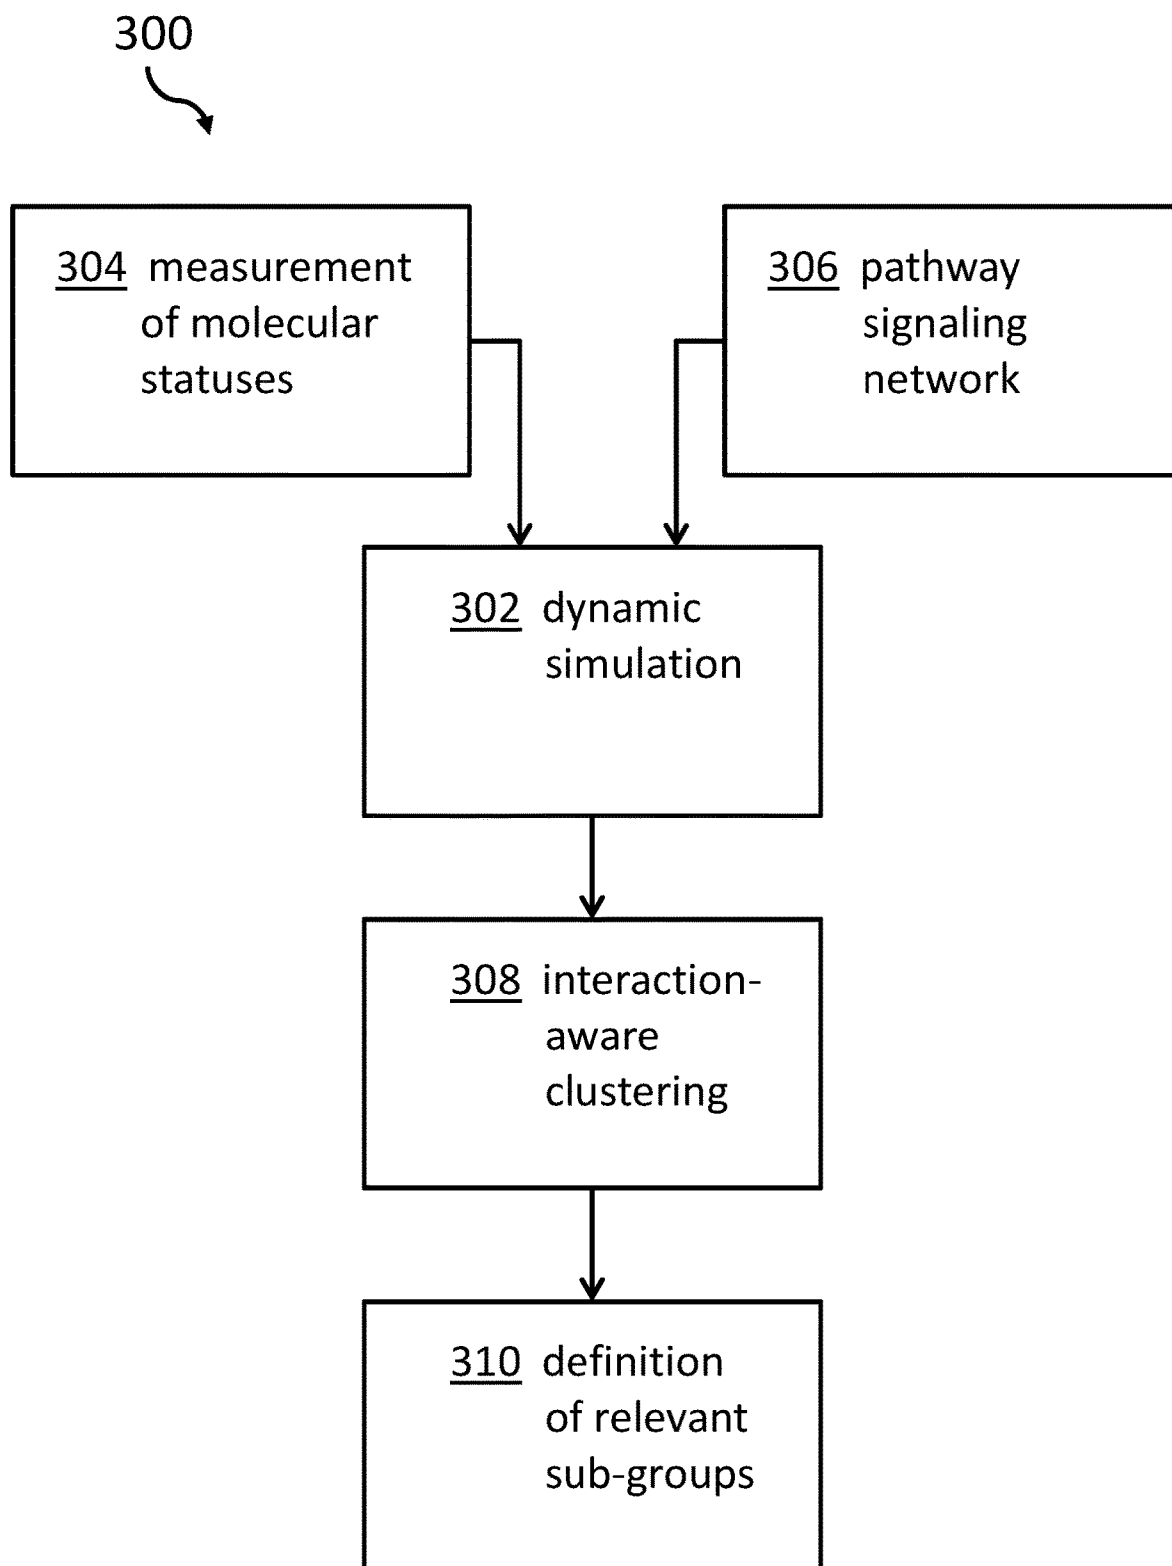 300
304 measurement
of molecular
statuses
306 pathway
signaling
network
302 dynamic
simulation
308 interaction-
aware
clustering
310 definition
of relevant
sub-groups